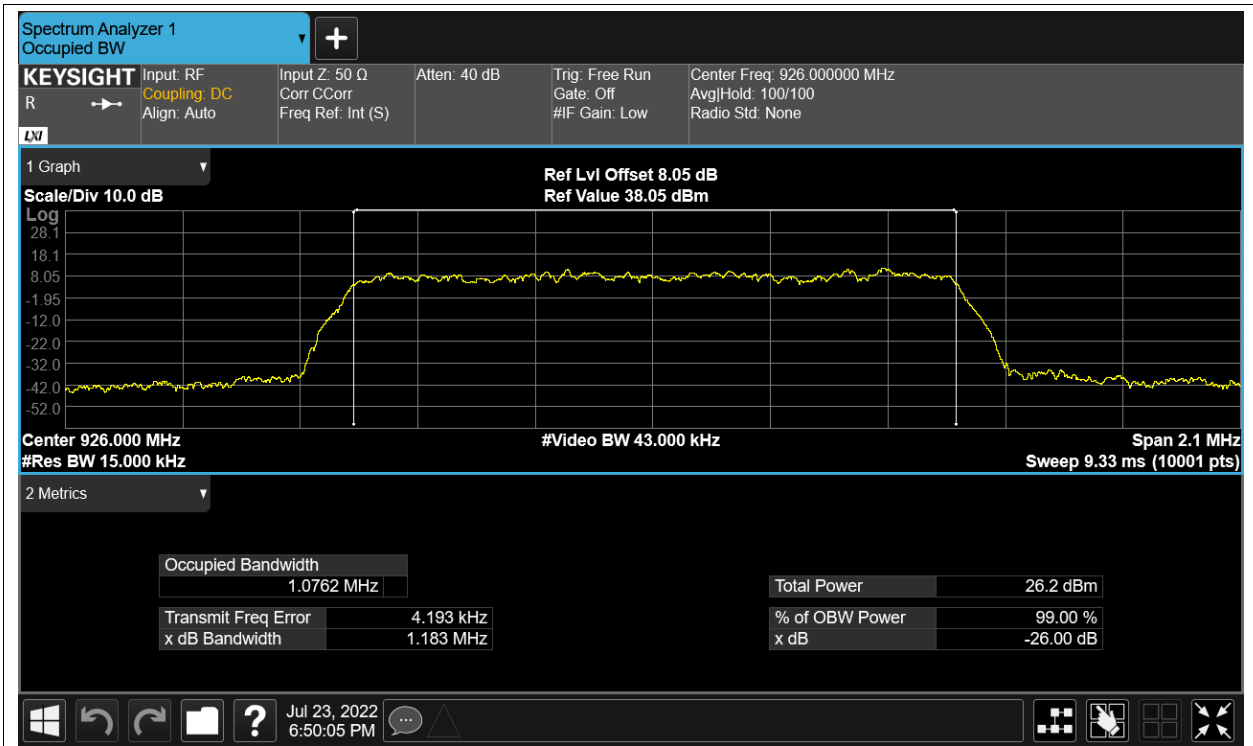 Spectrum Analyzer 1
Occupied BW
KEYSIGHT
R
LXI
Input: RF
Coupling: DC
Align: Auto
Input Z: 50 Ω
Corr CCorr
Freq Ref: Int (S)
Atten: 40 dB
Trig: Free Run
Gate: Off
#IF Gain: Low
Center Freq: 926.000000 MHz
Avg|Hold: 100/100
Radio Std: None
1 Graph
Scale/Div 10.0 dB
Ref Lvl Offset 8.05 dB
Ref Value 38.05 dBm
Log
28.1
18.1
8.05
-1.95
-12.0
-22.0
-32.0
-42.0
-52.0
Center 926.000 MHz
#Res BW 15.000 kHz
#Video BW 43.000 kHz
Span 2.1 MHz
Sweep 9.33 ms (10001 pts)
2 Metrics
Occupied Bandwidth
1.0762 MHz
Transmit Freq Error 4.193 kHz
x dB Bandwidth 1.183 MHz
Total Power 26.2 dBm
% of OBW Power 99.00 %
x dB -26.00 dB
?
Jul 23, 2022
6:50:05 PM